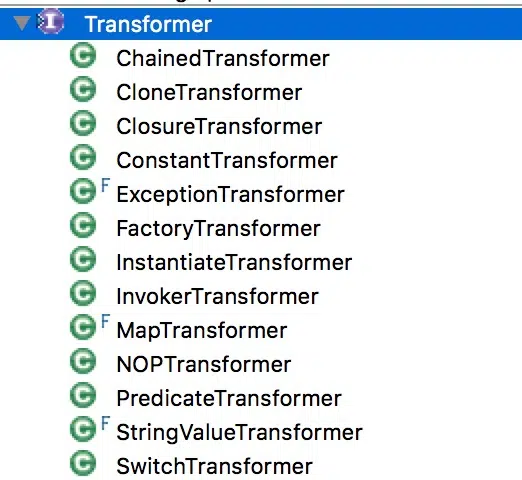 Transformer
ChainedTransformer
CloneTransformer
ClosureTransformer
ConstantTransformer
F ExceptionTransformer
FactoryTransformer
InstantiateTransformer
InvokerTransformer
F MapTransformer
NOPTransformer
PredicateTransformer
F StringValueTransformer
SwitchTransformer